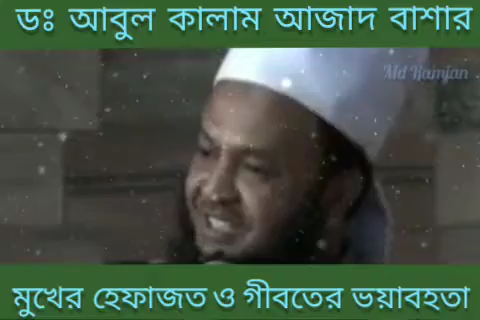 ডঃ আবুল কালাম আজাদ বাশার
Md Ramjan
মুখের হেফাজত ও গীবতের ভয়াবহতা